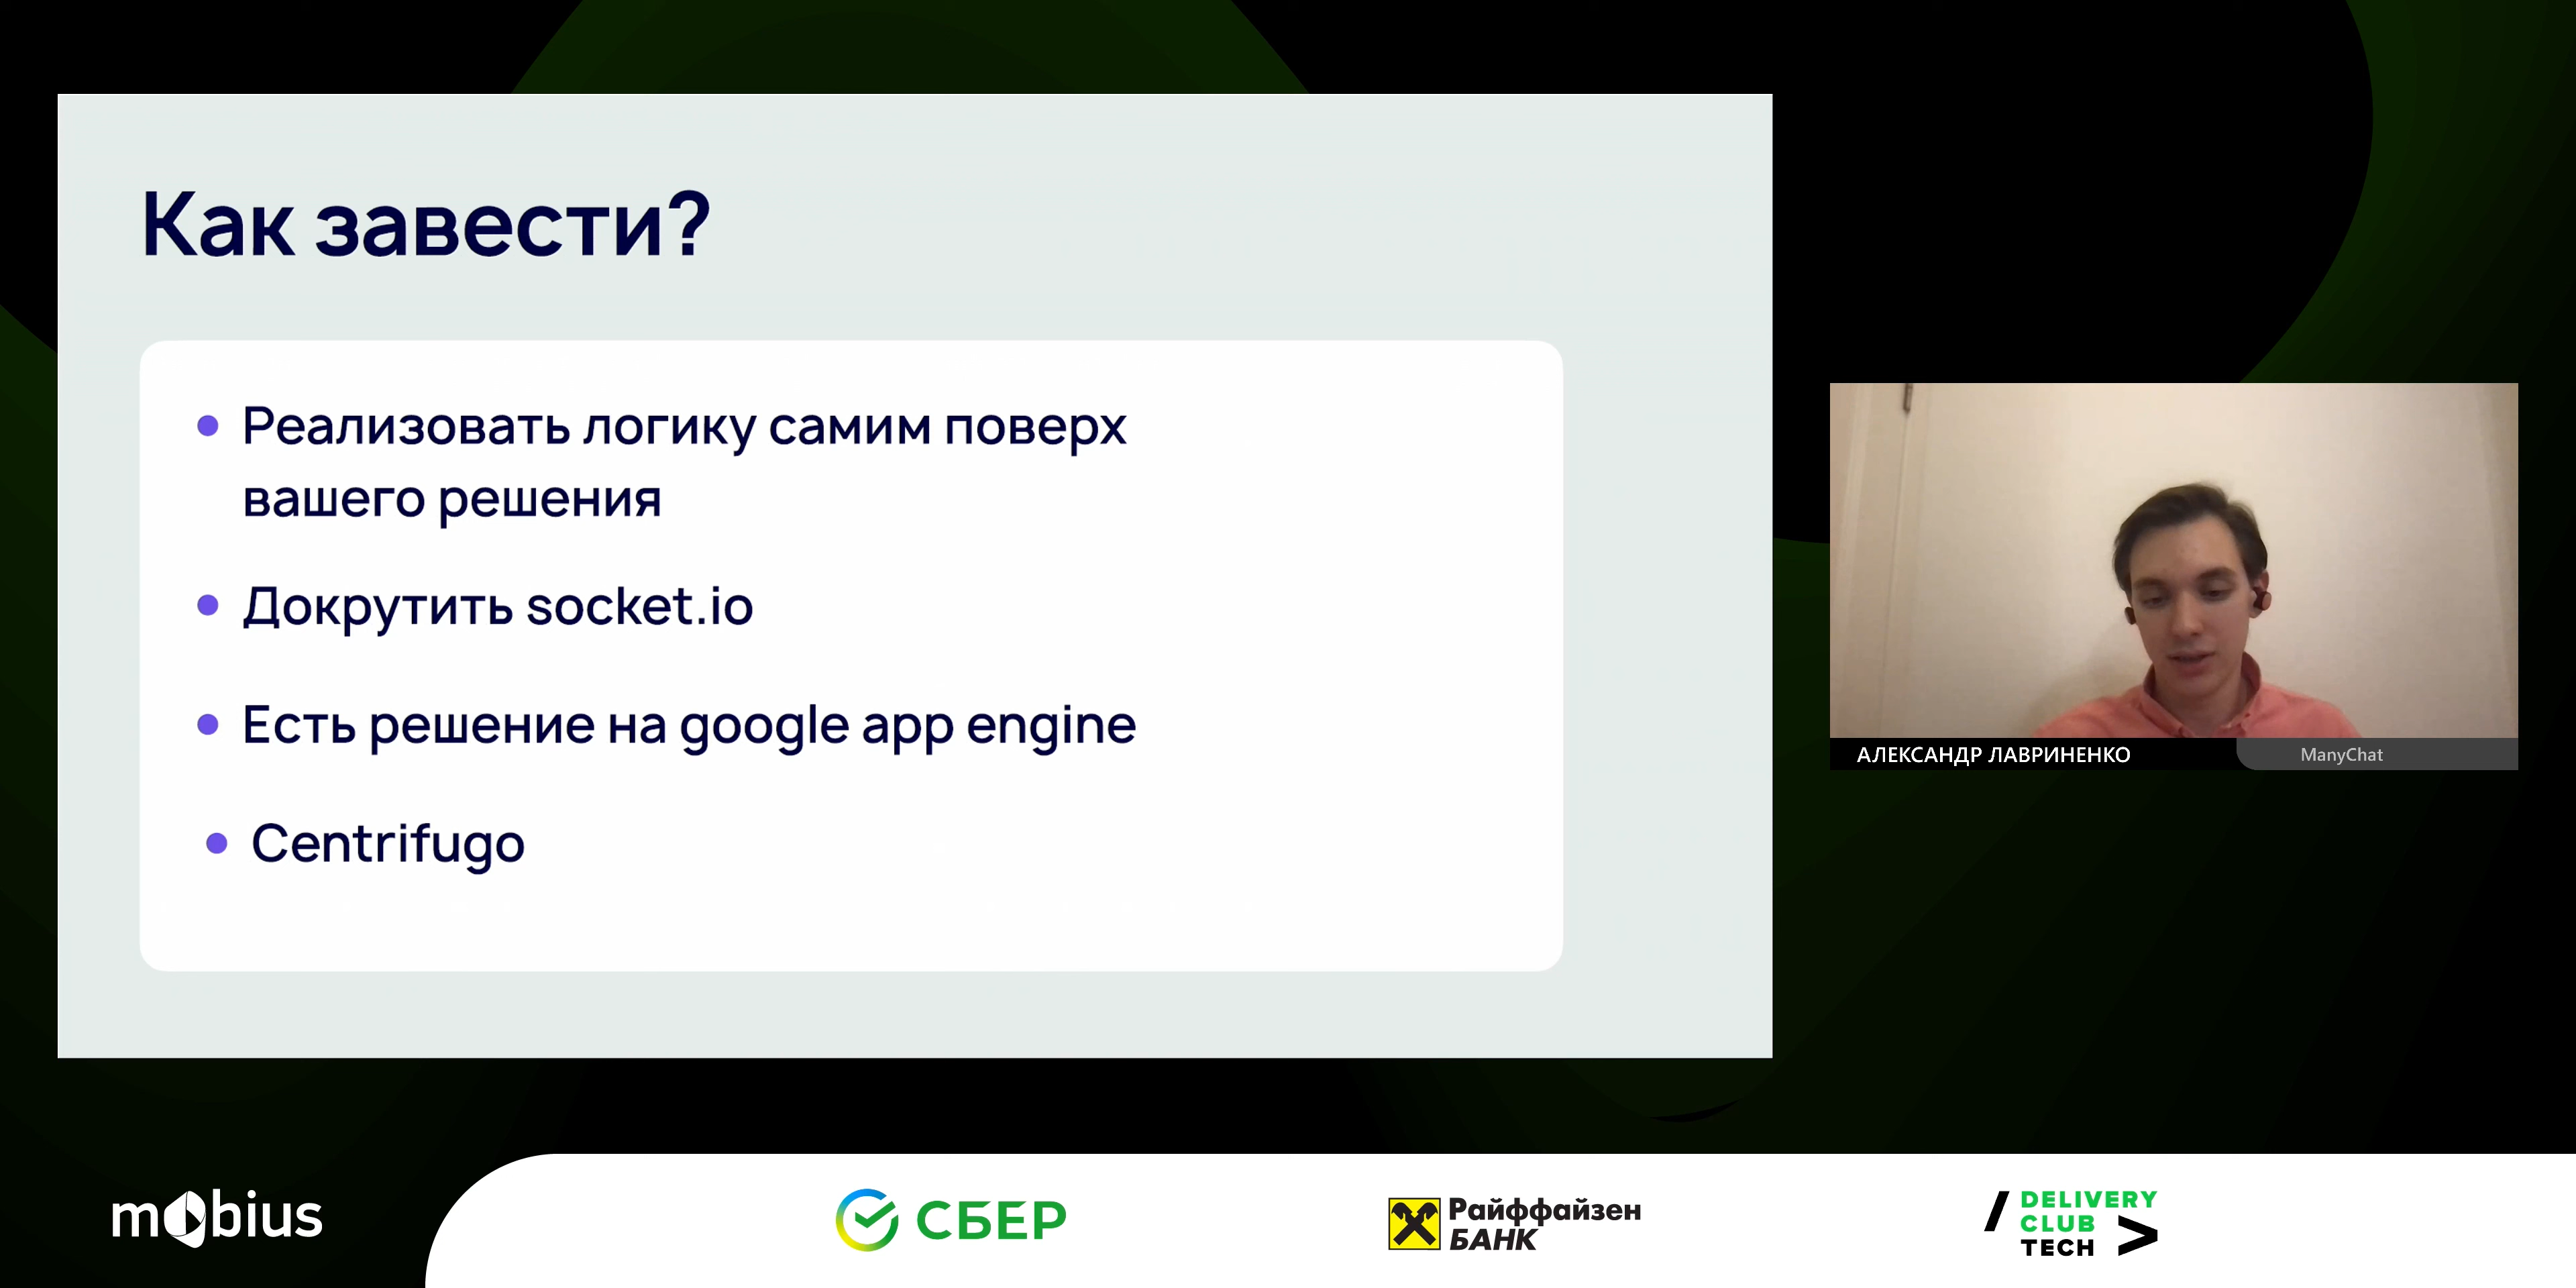 Как завести?
Реализовать логику самим поверх
вашего решения
Докрутить socket.io
Есть решение на google app engine
Centrifugo
АЛЕКСАНДР ЛАВРИНЕНКО
ManyChat
mobius
СБЕР
Райффайзен
БАНК
DELIVERY
CLUB
TECH